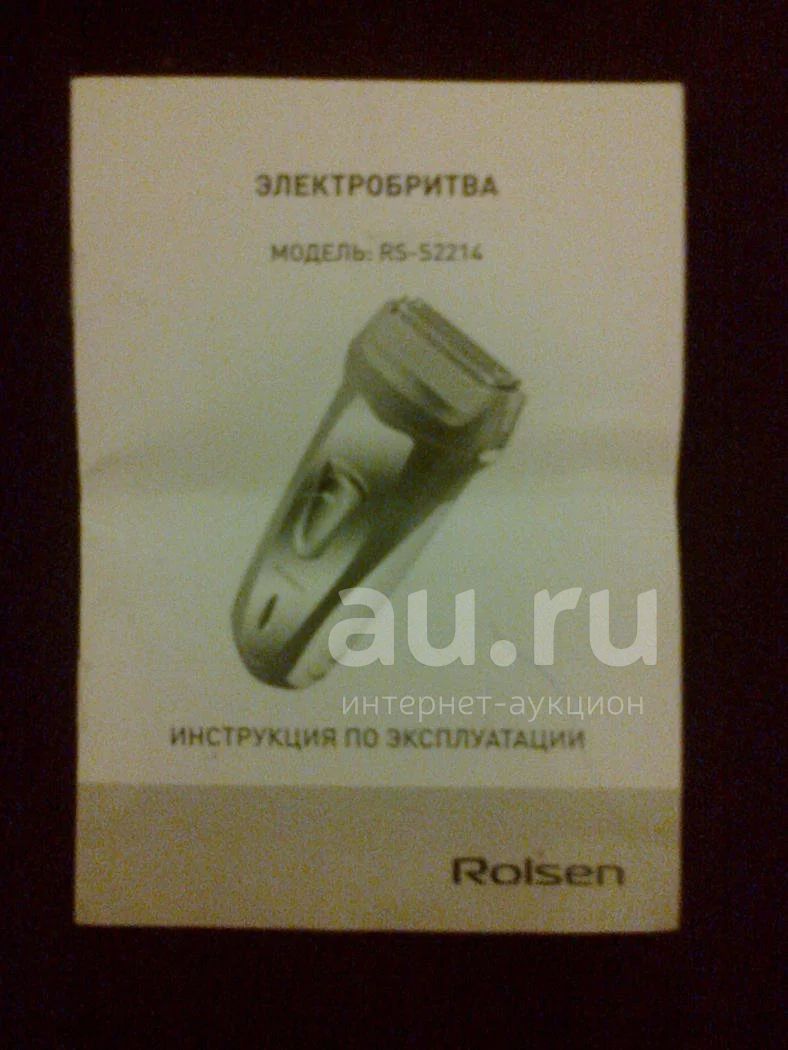 ЭЛЕКТРОБРИТВА
МОДЕЛЬ: RS-S2214
au.ru
интернет-аукцион
ИНСТРУКЦИЯ ПО ЭКСПЛУАТАЦИИ
Rolsen